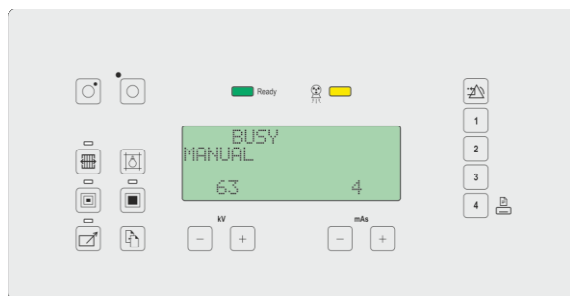 Ready
BUSY
MANUAL
63 4
kV mAs
- + - +
1
2
3
4